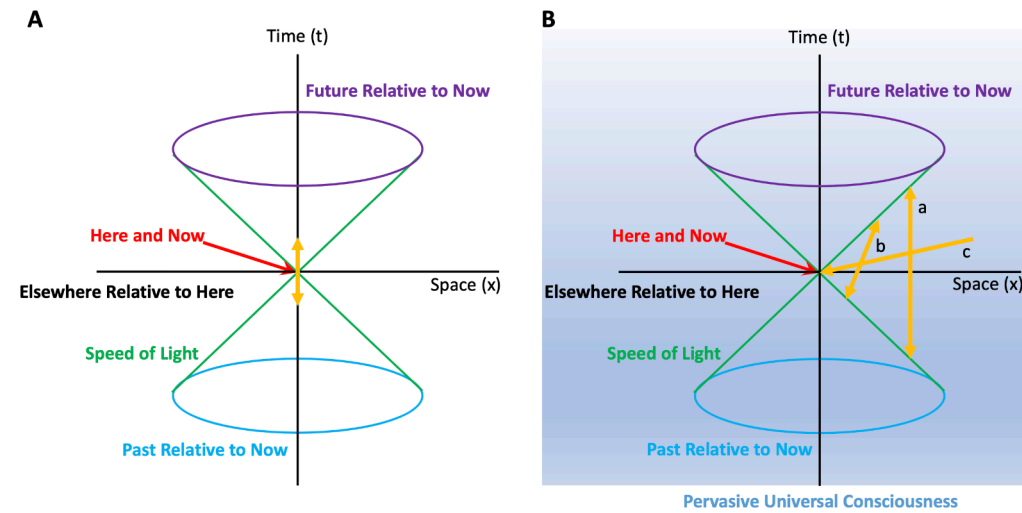 A
Time (t)
Future Relative to Now
Here and Now
Space (x)
Elsewhere Relative to Here
Speed of Light
Past Relative to Now
B
Time (t)
Future Relative to Now
a
Here and Now
b
c
Space (x)
Elsewhere Relative to Here
Speed of Light
Past Relative to Now
Pervasive Universal Consciousness